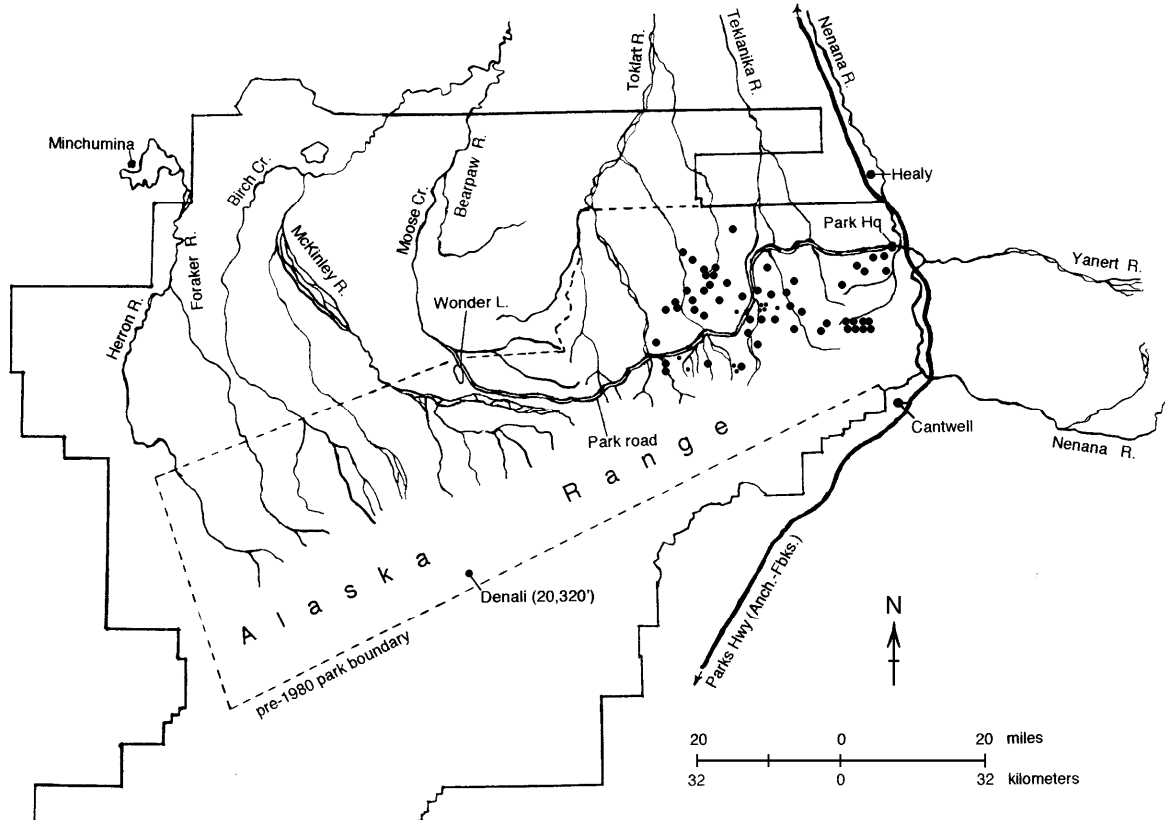 Toklat R.
Teklanika R.
Nenana R.
Minchumina
Birch Cr.
Bearpaw R.
Healy
Moose Cr.
Park Hq
McKinley R.
Foraker R.
Yanert R.
Herron R.
Wonder L.
Park road
Cantwell
Nenana R.
Alaska Range
Denali (20,320')
pre-1980 park boundary
Parks Hwy (Anch.-Fbks.)
N
20 0 20 miles
32 0 32 kilometers